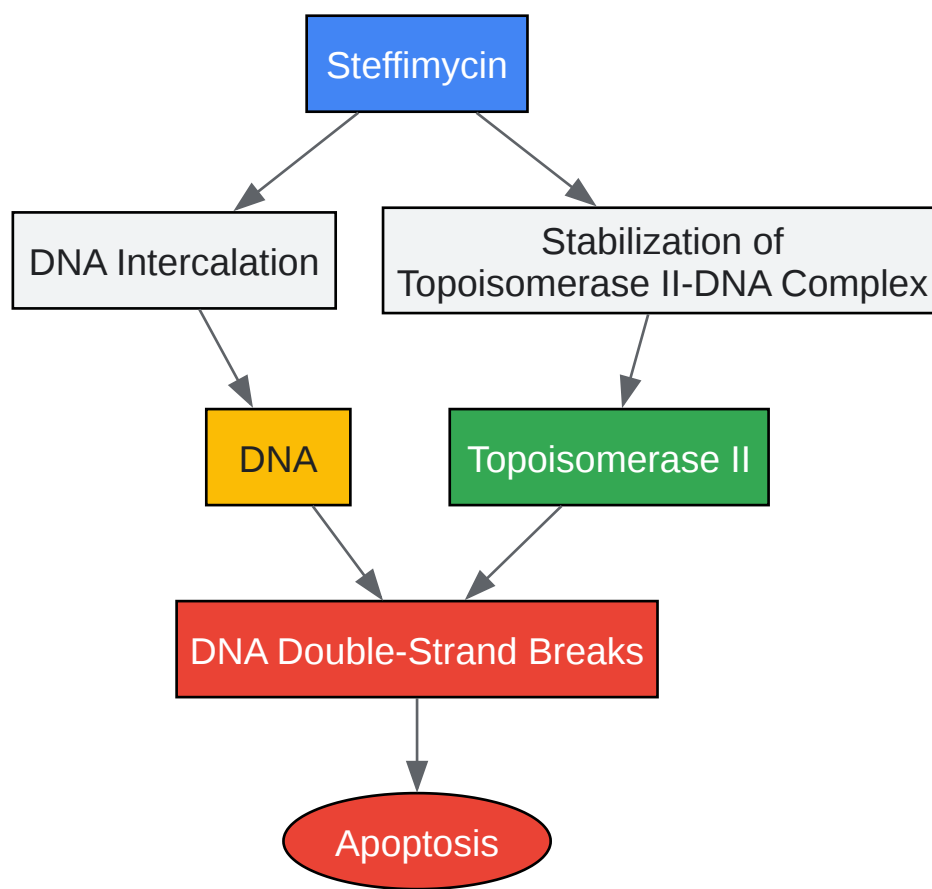 Steffimycin
DNA Intercalation
Stabilization of
Topoisomerase II-DNA Complex
DNA
Topoisomerase II
DNA Double-Strand Breaks
Apoptosis